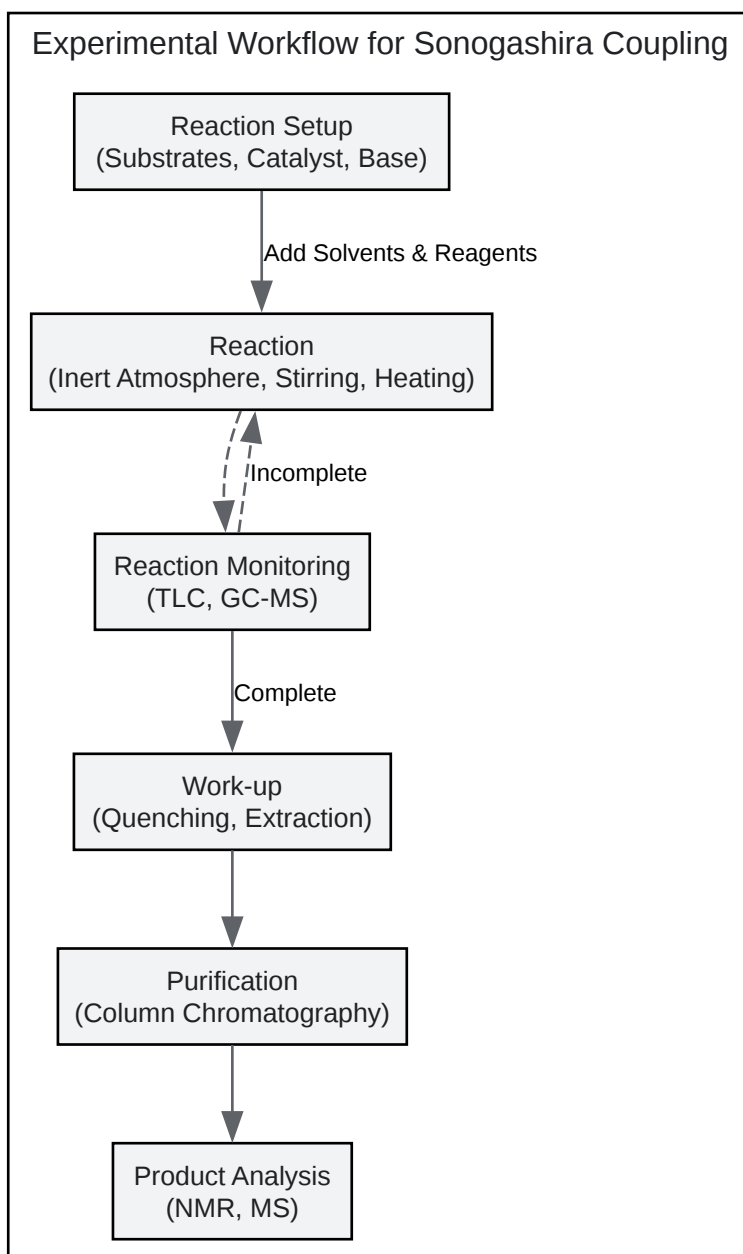 Experimental Workflow for Sonogashira Coupling
Reaction Setup
(Substrates, Catalyst, Base)
Add Solvents & Reagents
Reaction
(Inert Atmosphere, Stirring, Heating)
Incomplete
Reaction Monitoring
(TLC, GC-MS)
Complete
Work-up
(Quenching, Extraction)
Purification
(Column Chromatography)
Product Analysis
(NMR, MS)